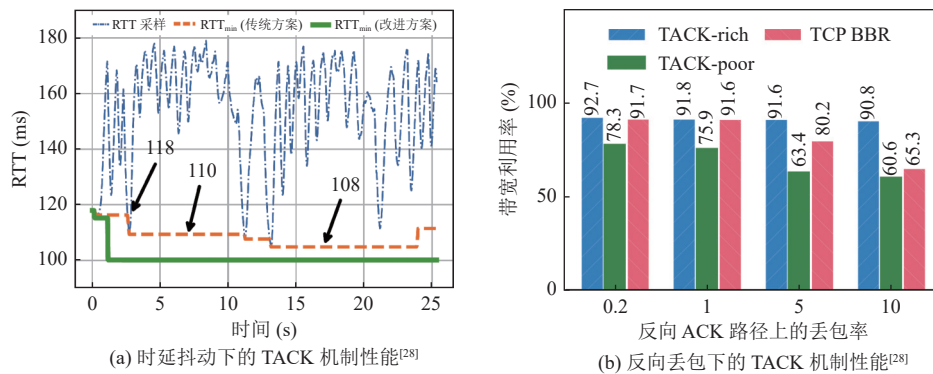 RTT 采样
RTTmin (传统方案)
RTTmin (改进方案)
180
160
140
120
100
RTT (ms)
118
110
108
0
5
10
15
20
25
时间 (s)
(a) 时延抖动下的 TACK 机制性能[28]
TACK-rich
TCP BBR
TACK-poor
100
50
0
带宽利用率 (%)
92.7
78.3
91.7
91.8
75.9
91.6
91.6
63.4
80.2
90.8
60.6
65.3
0.2
1
5
10
反向 ACK 路径上的丢包率
(b) 反向丢包下的 TACK 机制性能[28]